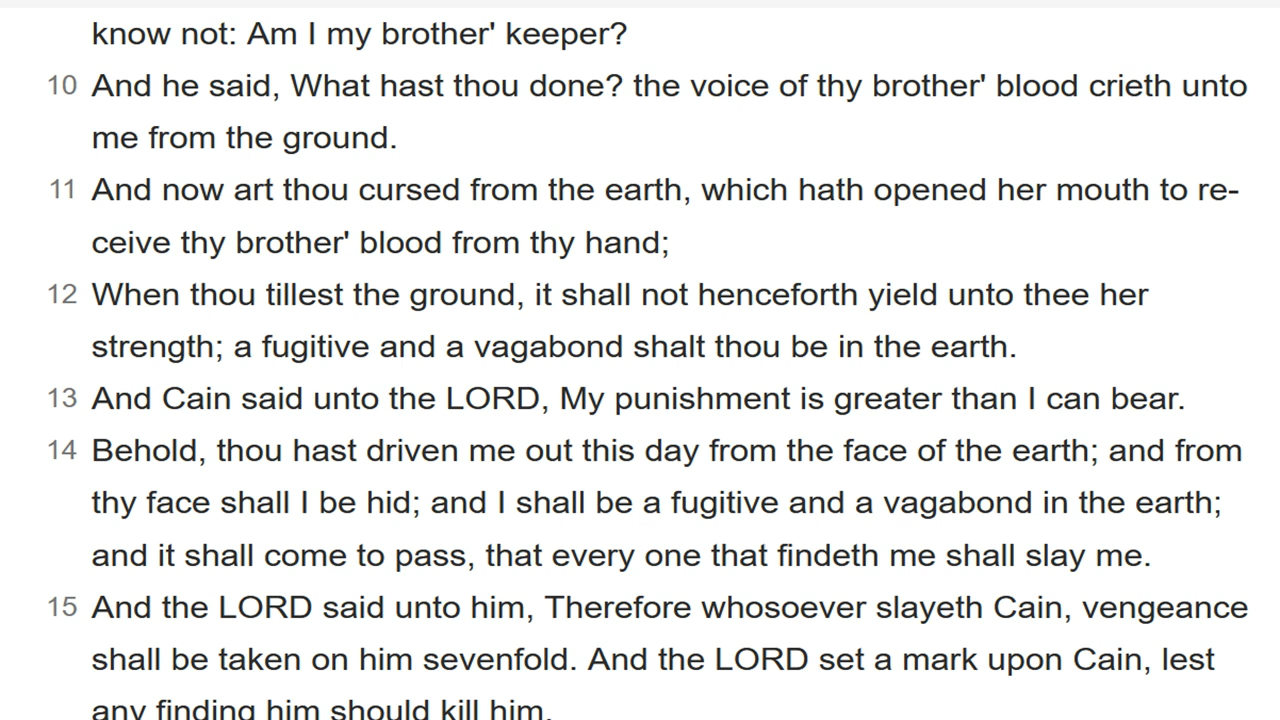 know not: Am I my brother' keeper?
10 And he said, What hast thou done? the voice of thy brother' blood crieth unto
me from the ground.
11 And now art thou cursed from the earth, which hath opened her mouth to re-
ceive thy brother' blood from thy hand;
12 When thou tillest the ground, it shall not henceforth yield unto thee her
strength; a fugitive and a vagabond shalt thou be in the earth.
13 And Cain said unto the LORD, My punishment is greater than I can bear.
14 Behold, thou hast driven me out this day from the face of the earth; and from
thy face shall I be hid; and I shall be a fugitive and a vagabond in the earth;
and it shall come to pass, that every one that findeth me shall slay me.
15 And the LORD said unto him, Therefore whosoever slayeth Cain, vengeance
shall be taken on him sevenfold. And the LORD set a mark upon Cain, lest
any finding him should kill him.